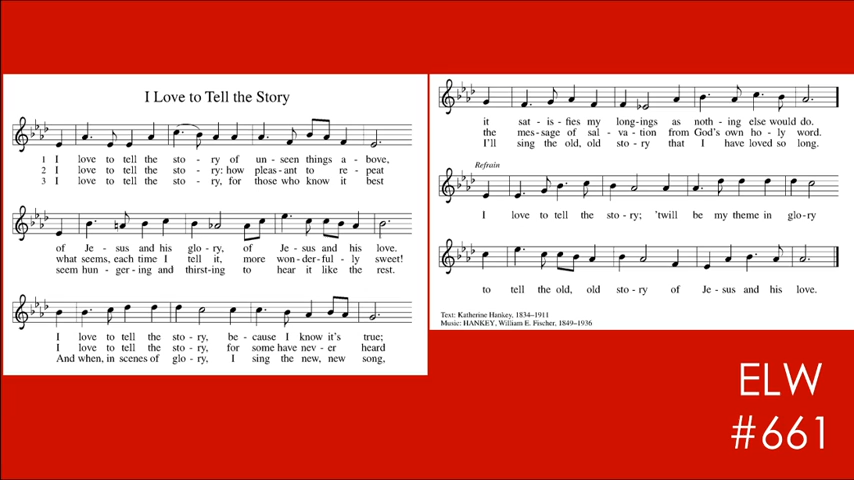 I Love to Tell the Story
1 I love to tell the sto - ry of un - seen things a - bove,
2 I love to tell the sto - ry: how pleas - ant to re - peat
3 I love to tell the sto - ry, for those who know it best
of Je - sus and his glo - ry, of Je - sus and his love.
what seems, each time I tell it, more won - der - ful - ly sweet!
seem hun - ger - ing and thirst - ing to hear it like the rest.
I love to tell the sto - ry, be - cause I know it's true;
I love to tell the sto - ry, for some have nev - er heard
And when, in scenes of glo - ry, I sing the new, new song,
it sat - is - fies my long - ings as noth - ing else would do.
the mes - sage of sal - va - tion from God's own ho - ly word.
I'll sing the old, old sto - ry that I have loved so long.
Refrain
I love to tell the sto - ry; 'twill be my theme in glo - ry
to tell the old, old sto - ry of Je - sus and his love.
Text: Katherine Hankey, 1834–1911
Music: HANKEY, William E. Fischer, 1849–1936
ELW
#661